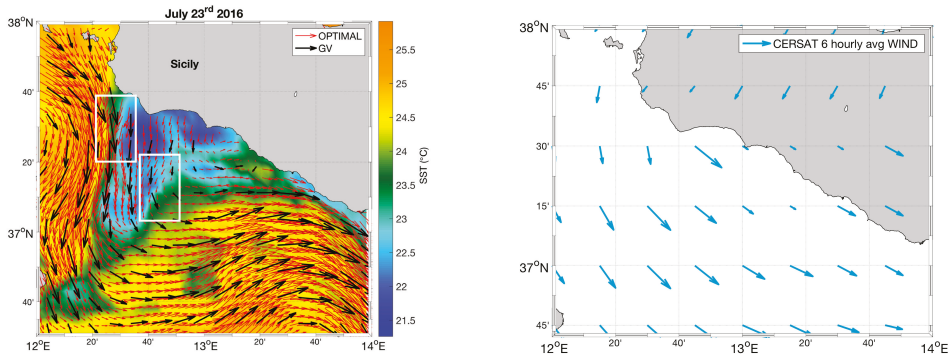 July 23rd 2016
38°N
40'
20'
37°N
40'
12°E
20'
40'
13°E
20'
40'
14°E
Sicily
OPTIMAL
GV
25.5
25
24.5
24
23.5
23
22.5
22
21.5
SST (°C)
38°N
45'
30'
15'
37°N
45'
12°E
20'
40'
13°E
20'
40'
14°E
CERSAT 6 hourly avg WIND